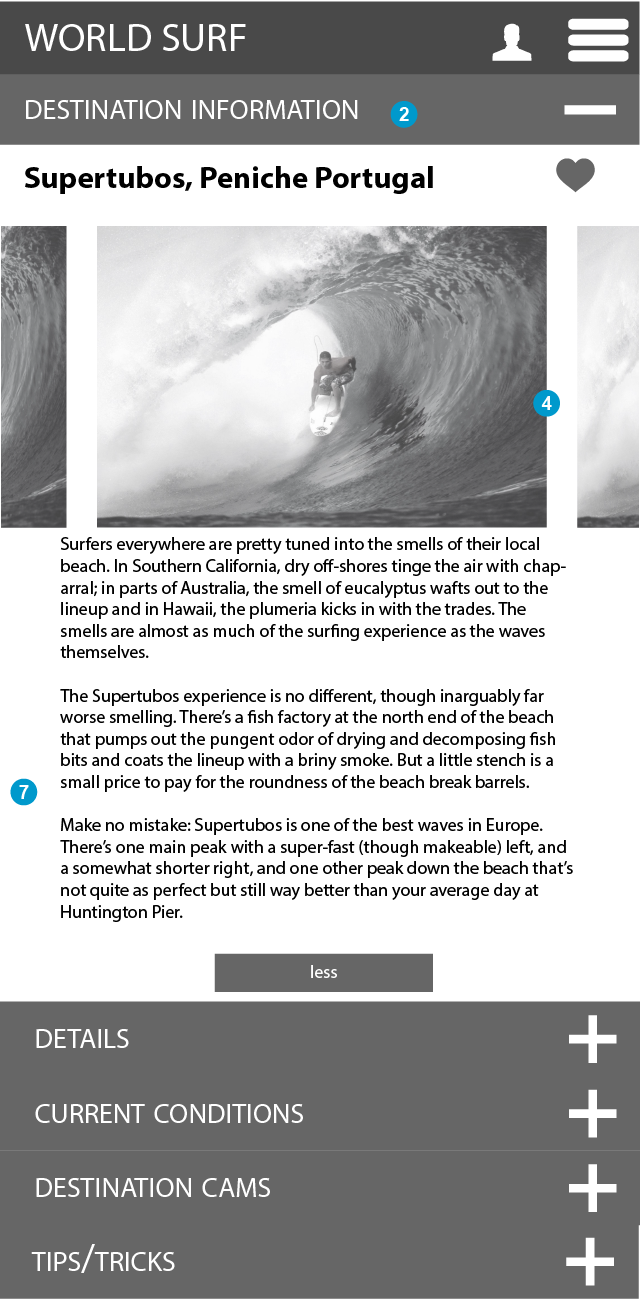 WORLD SURF
DESTINATION INFORMATION 2
Supertubos, Peniche Portugal
4
Surfers everywhere are pretty tuned into the smells of their local
beach. In Southern California, dry off-shores tinge the air with chap-
arral; in parts of Australia, the smell of eucalyptus wafts out to the
lineup and in Hawaii, the plumeria kicks in with the trades. The
smells are almost as much of the surfing experience as the waves
themselves.
The Supertubos experience is no different, though inarguably far
worse smelling. There's a fish factory at the north end of the beach
that pumps out the pungent odor of drying and decomposing fish
bits and coats the lineup with a briny smoke. But a little stench is a
7
small price to pay for the roundness of the beach break barrels.
Make no mistake: Supertubos is one of the best waves in Europe.
There's one main peak with a super-fast (though makeable) left, and
a somewhat shorter right, and one other peak down the beach that's
not quite as perfect but still way better than your average day at
Huntington Pier.
less
DETAILS
CURRENT CONDITIONS
DESTINATION CAMS
TIPS/TRICKS